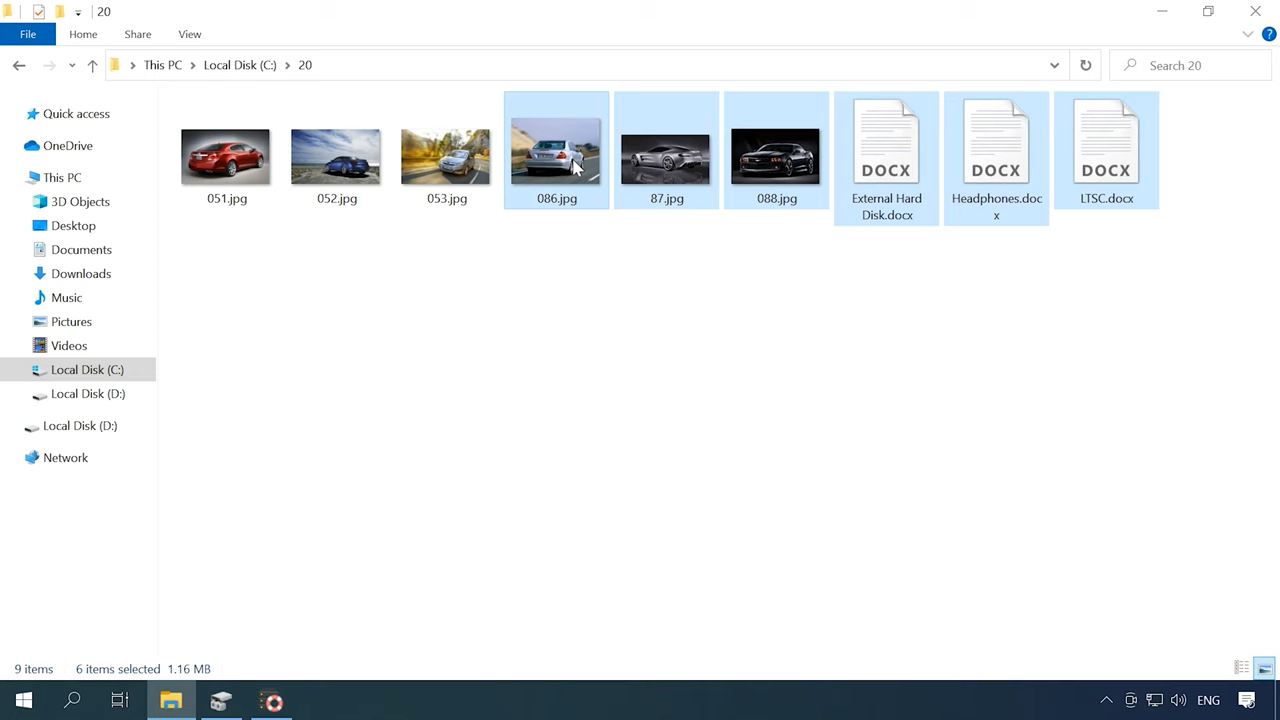 20
File Home Share View
This PC Local Disk (C:) 20
Search 20
Quick access
OneDrive
This PC
3D Objects
Desktop
Documents
Downloads
Music
Pictures
Videos
Local Disk (C:)
Local Disk (D:)
Local Disk (D:)
Network
DOCX DOCX DOCX
051.jpg 052.jpg 053.jpg 086.jpg 87.jpg 088.jpg External Hard Headphones.doc LTSC.docx
Disk.docx x
9 items 6 items selected 1.16 MB
ENG